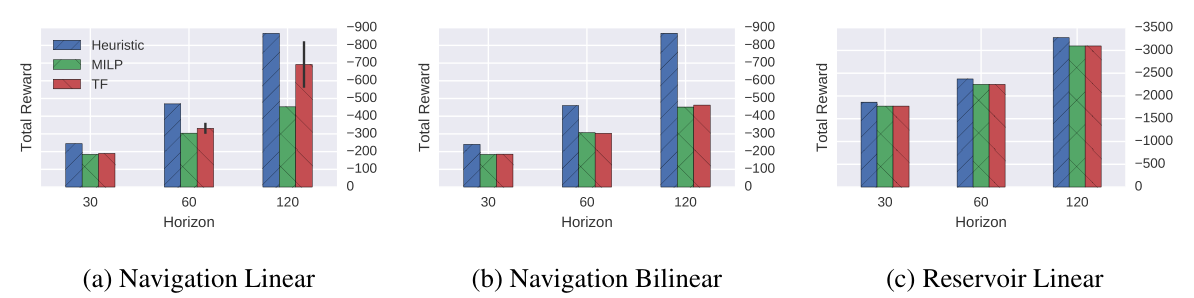 Total Reward
Heuristic
MILP
TF
−900
−800
−700
−600
−500
−400
−300
−200
−100
0
30 60 120
Horizon
(a) Navigation Linear
Total Reward
−900
−800
−700
−600
−500
−400
−300
−200
−100
0
30 60 120
Horizon
(b) Navigation Bilinear
Total Reward
−3500
−3000
−2500
−2000
−1500
−1000
−500
0
30 60 120
Horizon
(c) Reservoir Linear